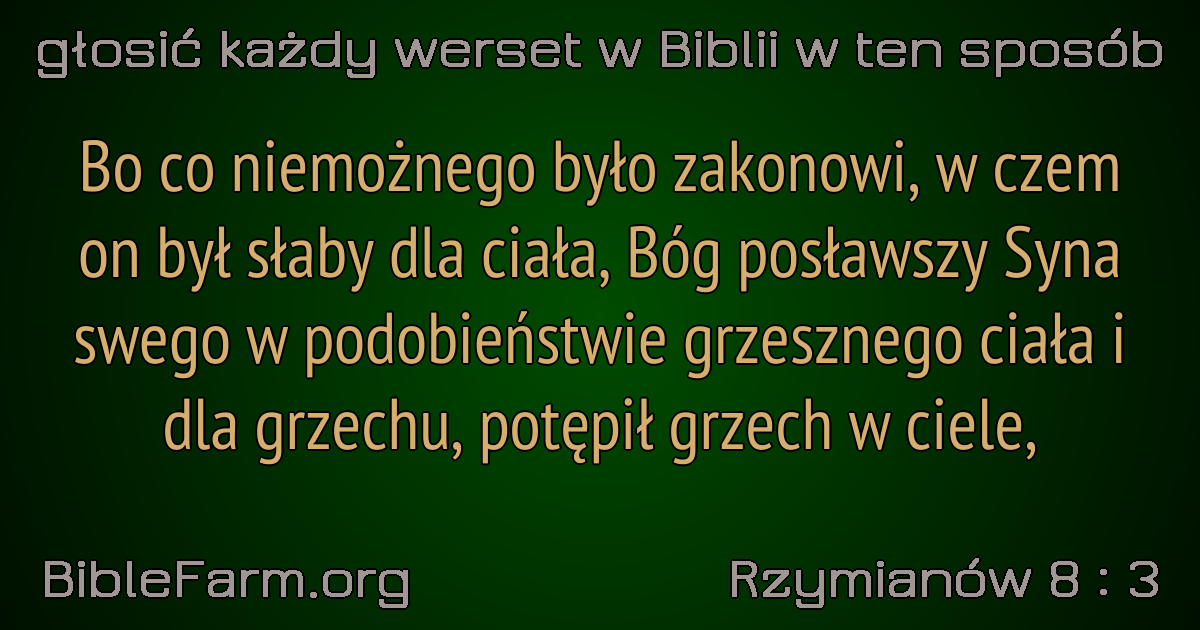 głosić każdy werset w Biblii w ten sposób
Bo co niemożnego było zakonowi, w czem
on był słaby dla ciała, Bóg posławszy Syna
swego w podobieństwie grzesznego ciała i
dla grzechu, potępił grzech w ciele,
BibleFarm.org
Rzymianów 8 : 3